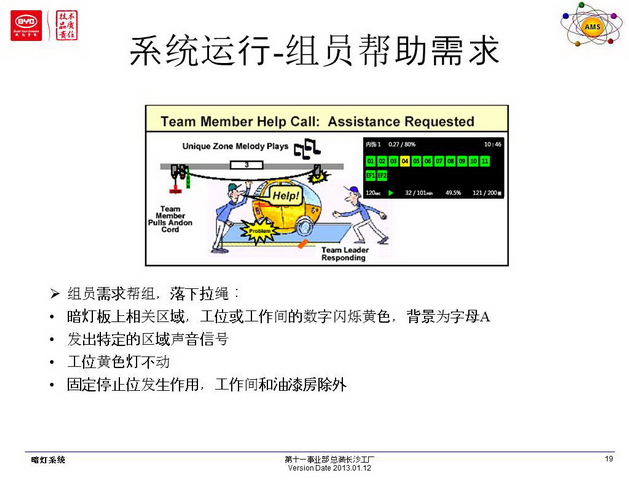 BYD
技术
品质
责任
AMS
系统运行-组员帮助需求
Team Member Help Call: Assistance Requested
Unique Zone Melody Plays
3
Help!
Problem
Team
Member
Pulls Andon
Cord
Team Leader
Responding
内饰1 0.27 / 80% 10 : 46
01 02 03 04 05 06 07 08 09 10 11
EF1 EF2
120sec 32 / 101min 49.5% 121 / 200
组员需求帮组，落下拉绳：
暗灯板上相关区域，工位或工作间的数字闪烁黄色，背景为字母A
发出特定的区域声音信号
工位黄色灯不动
固定停止位发生作用，工作间和油漆房除外
暗灯系统
第十一事业部总装长沙工厂
Version Date 2013.01.12
19